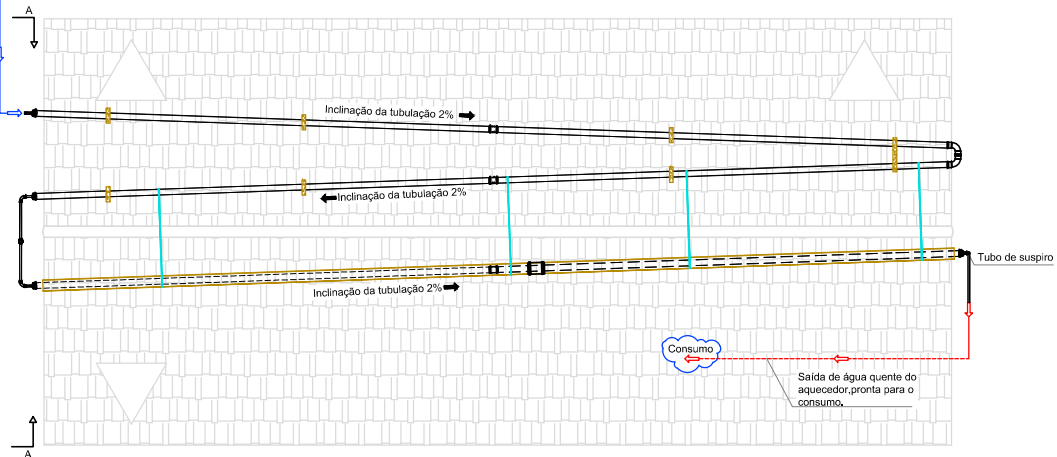 A
Inclinação da tubulação 2%
Inclinação da tubulação 2%
Tubo de suspiro
Inclinação da tubulação 2%
Consumo
Saída de água quente do
aquecedor,pronta para o
consumo.
A